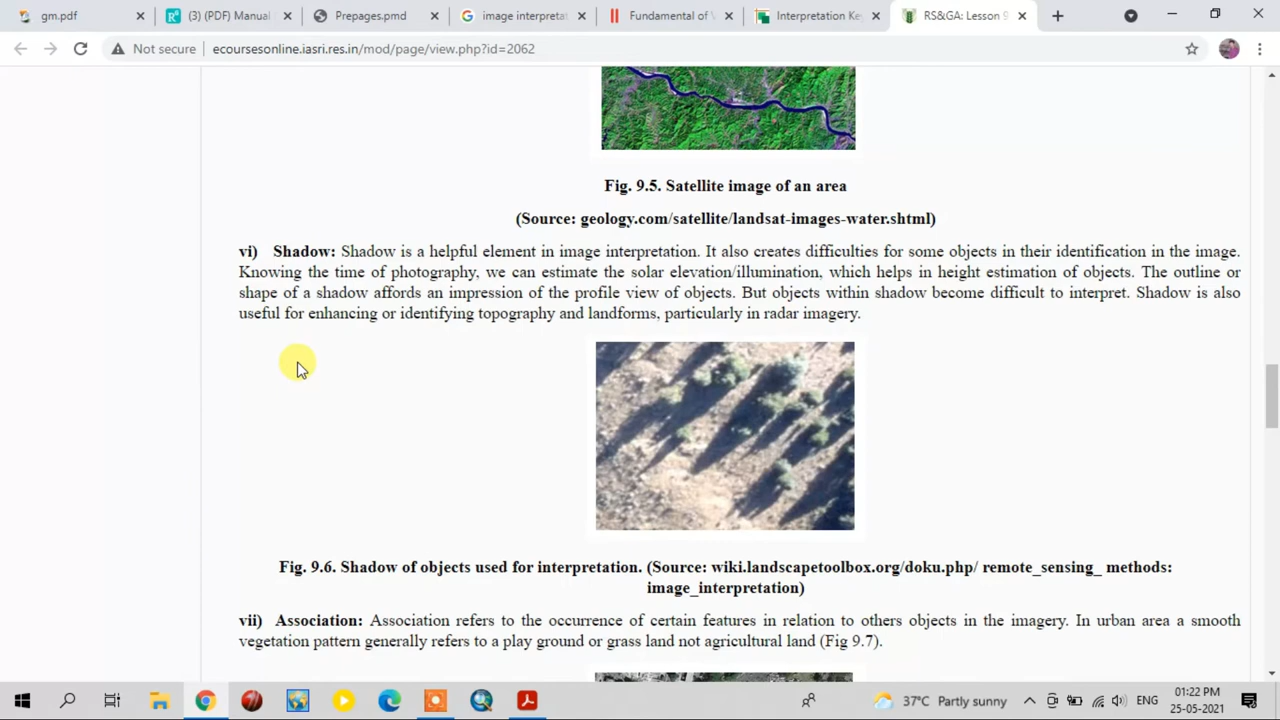 gm.pdf
(3) (PDF) Manual
Prepages.pmd
image interpretat
Fundamental of
Interpretation Ke
RS&GA: Lesson 9
Not secure
ecoursesonline.iasri.res.in/mod/page/view.php?id=2062
Fig. 9.5. Satellite image of an area
(Source: geology.com/satellite/landsat-images-water.shtml)
vi) Shadow: Shadow is a helpful element in image interpretation. It also creates difficulties for some objects in their identification in the image.
Knowing the time of photography, we can estimate the solar elevation/illumination, which helps in height estimation of objects. The outline or
shape of a shadow affords an impression of the profile view of objects. But objects within shadow become difficult to interpret. Shadow is also
useful for enhancing or identifying topography and landforms, particularly in radar imagery.
Fig. 9.6. Shadow of objects used for interpretation. (Source: wiki.landscapetoolbox.org/doku.php/ remote_sensing_ methods:
image_interpretation)
vii) Association: Association refers to the occurrence of certain features in relation to others objects in the imagery. In urban area a smooth
vegetation pattern generally refers to a play ground or grass land not agricultural land (Fig 9.7).
37°C Partly sunny
ENG
01:22 PM
25-05-2021